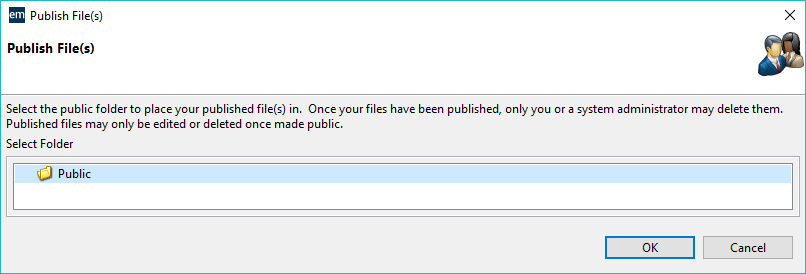 em Publish File(s)
Publish File(s)
Select the public folder to place your published file(s) in.  Once your files have been published, only you or a system administrator may delete them.
Published files may only be edited or deleted once made public.
Select Folder
Public
OK Cancel